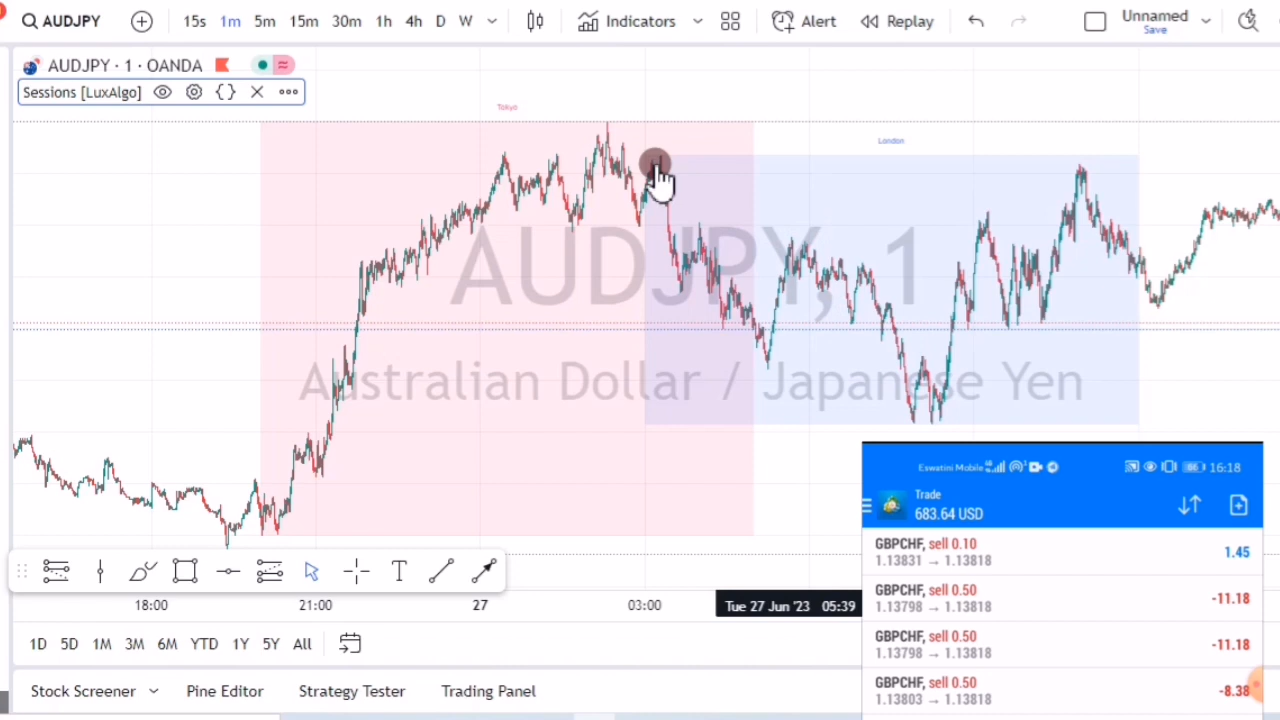 AUDJPY
15s 1m 5m 15m 30m 1h 4h D W
Indicators
Alert
Replay
Unnamed
Save
AUDJPY · 1 · OANDA
Sessions [LuxAlgo]
Tokyo
London
AUDJPY, 1
Australian Dollar / Japanese Yen
18:00 21:00 27 03:00 Tue 27 Jun '23 05:39
1D 5D 1M 3M 6M YTD 1Y 5Y All
Stock Screener Pine Editor Strategy Tester Trading Panel
Eswatini Mobile 86 16:18
Trade
683.64 USD
GBPCHF, sell 0.10
1.13831 → 1.13818
1.45
GBPCHF, sell 0.50
1.13798 → 1.13818
-11.18
GBPCHF, sell 0.50
1.13798 → 1.13818
-11.18
GBPCHF, sell 0.50
1.13803 → 1.13818
-8.38